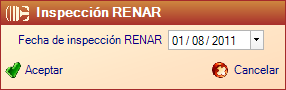 Inspección RENAR
Fecha de inspección RENAR 01/08/2011
Aceptar Cancelar